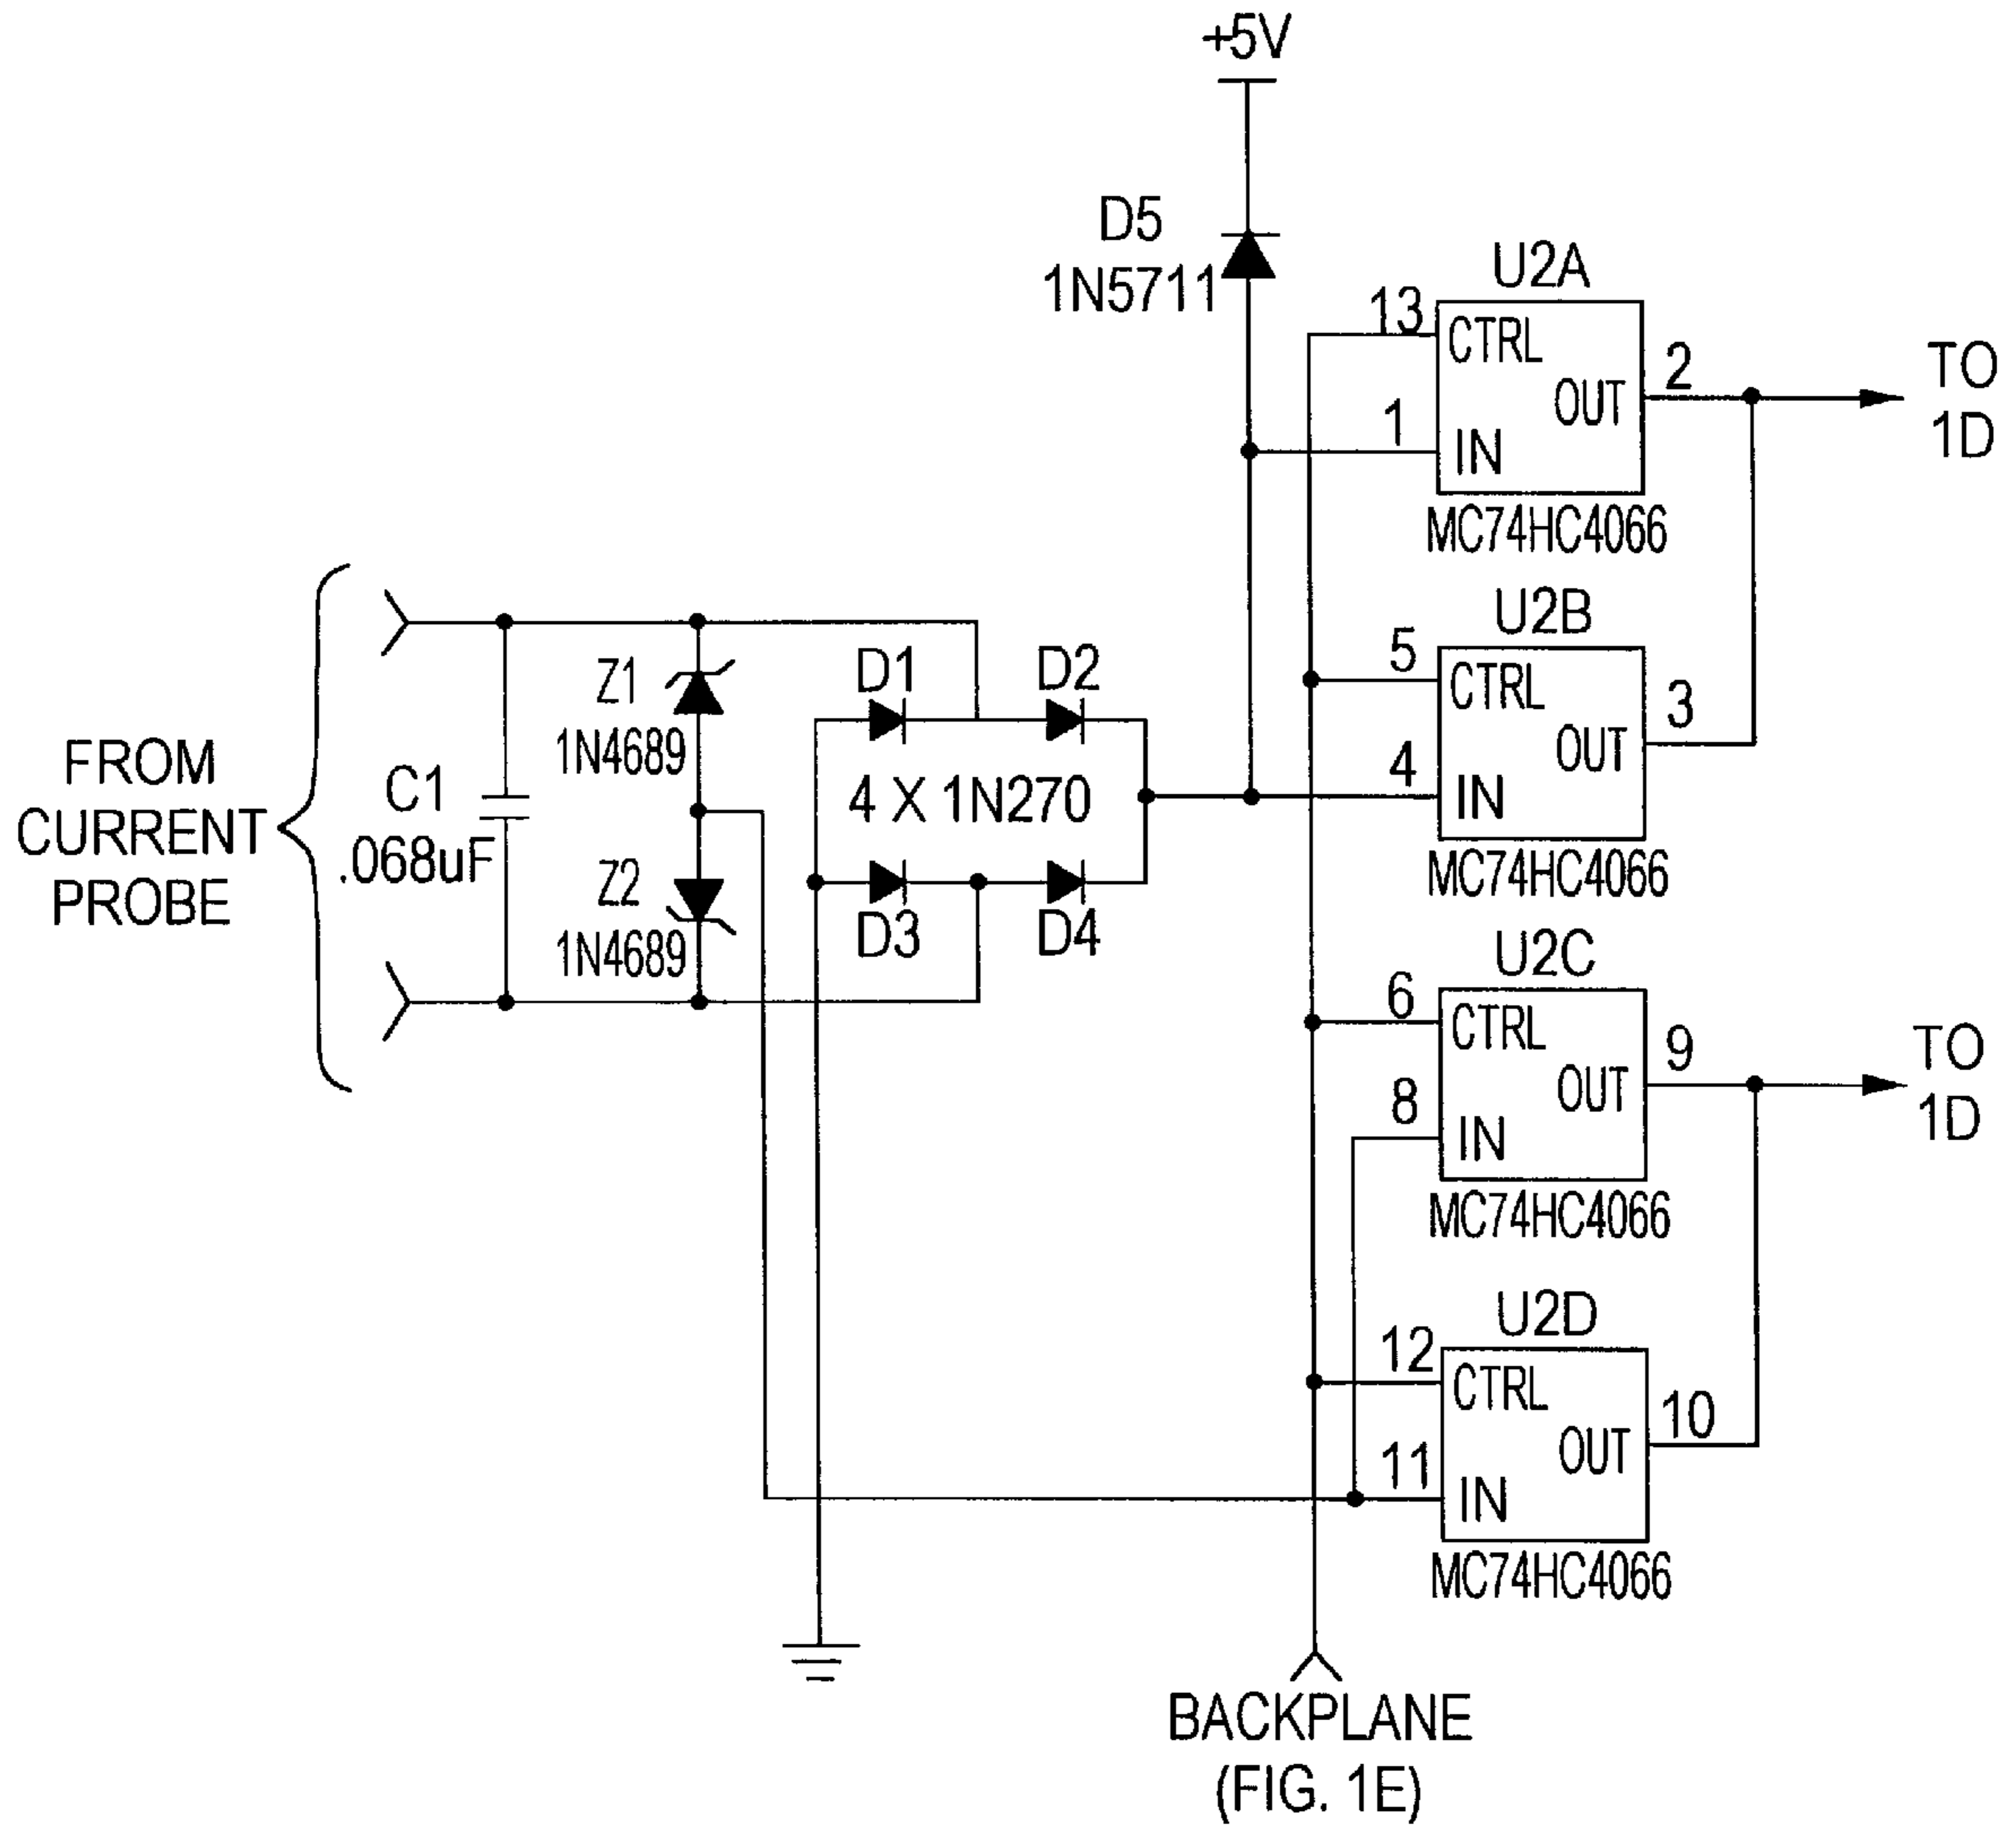 +5V
D5
1N5711
U2A
13
CTRL
2
OUT
1
IN
MC74HC4066
TO
1D
U2B
5
CTRL
3
OUT
4
IN
MC74HC4066
FROM
CURRENT
PROBE
C1
.068uF
Z1
1N4689
Z2
1N4689
D1
D2
4 X 1N270
D3
D4
U2C
6
CTRL
9
OUT
8
IN
MC74HC4066
TO
1D
U2D
12
CTRL
10
OUT
11
IN
MC74HC4066
BACKPLANE
(FIG. 1E)